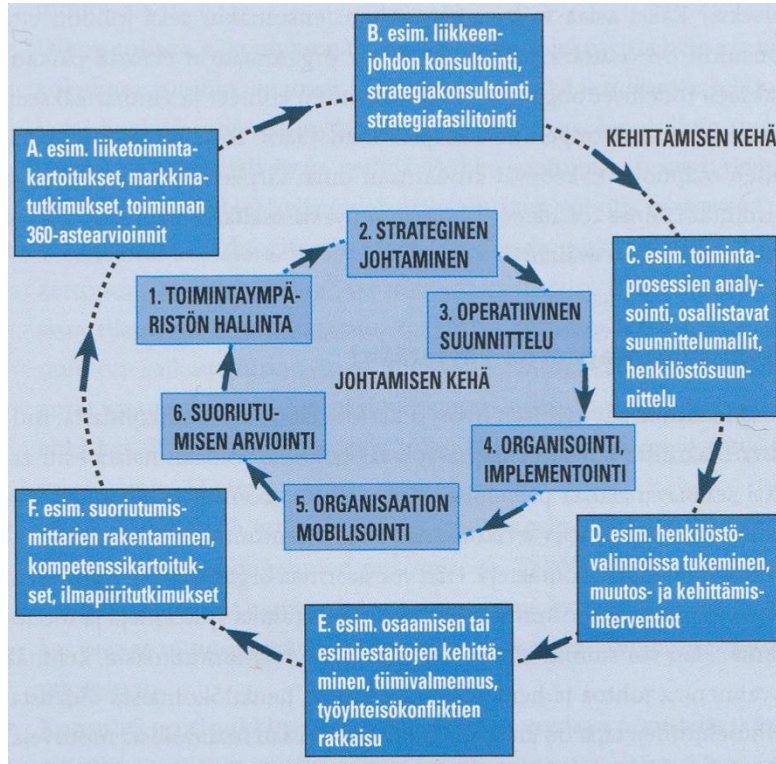 B. esim. liikkeen-
johdon konsultointi,
strategiakonsultointi,
strategiafasilitointi
KEHITTÄMISEN KEHÄ
A. esim. liiketoiminta-
kartoitukset, markkina-
tutkimukset, toiminnan
360-astearvioinnit
2. STRATEGINEN
JOHTAMINEN
C. esim. toiminta-
prosessien analy-
sointi, osallistavat
suunnittelumallit,
henkilöstösuun-
nittelu
1. TOIMINTAYMPÄ-
RISTÖN HALLINTA
3. OPERATIIVINEN
SUUNNITTELU
JOHTAMISEN KEHÄ
6. SUORIUTU-
MISEN ARVIOINTI
4. ORGANISOINTI,
IMPLEMENTOINTI
5. ORGANISAATION
MOBILISOINTI
F. esim. suoriutumis-
mittarien rakentaminen,
kompetenssikartoituk-
set, ilmapiiritutkimukset
D. esim. henkilöstö-
valinnoissa tukeminen,
muutos- ja kehittämis-
interventiot
E. esim. osaamisen tai
esimiestaitojen kehittä-
minen, tiimivalmennus,
työyhteisökonfliktien
ratkaisu